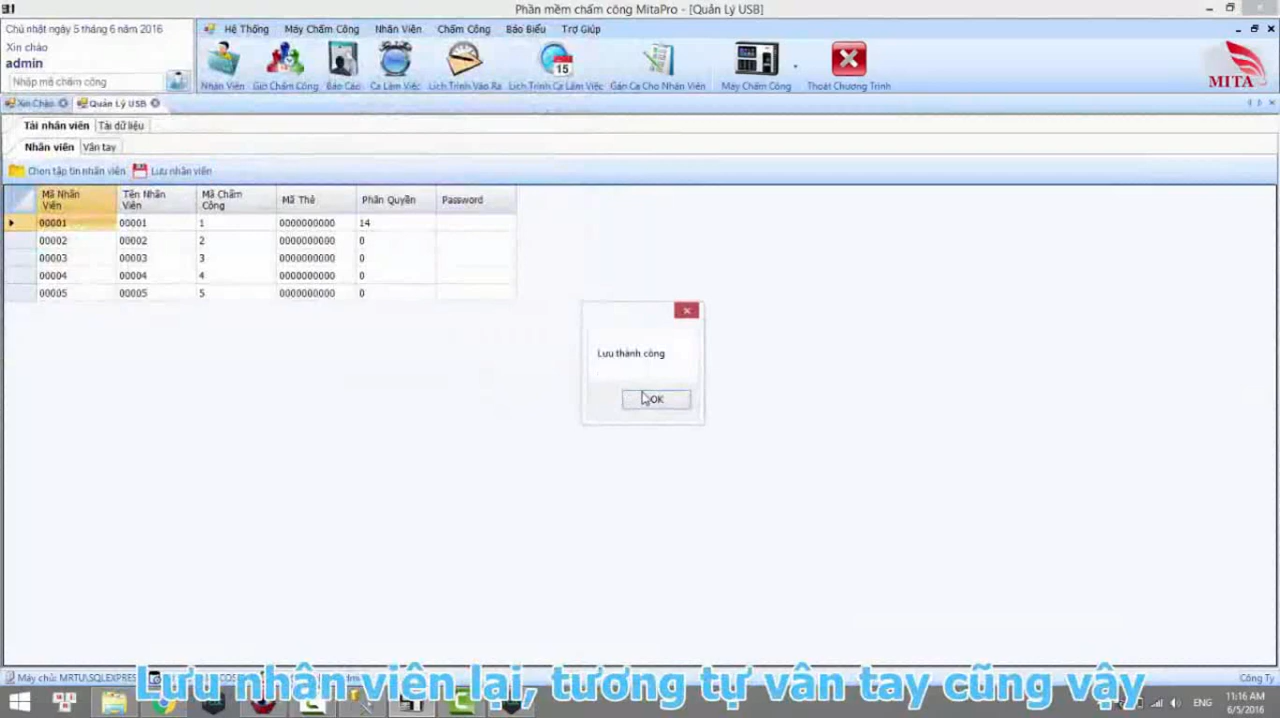 Phần mềm chấm công MitaPro - [Quản Lý USB]
Chủ nhật ngày 5 tháng 6 năm 2016
Hệ Thống Máy Chấm Công Nhân Viên Chấm Công Báo Biểu Trợ Giúp
Xin chào
admin
Nhập mã chấm công
Nhân Viên Giờ Chấm Công Báo Cáo Ca Làm Việc Lịch Trình Vào Ra Lịch Trình Ca Làm Việc Gán Ca Cho Nhân Viên Máy Chấm Công Thoát Chương Trình
15
MITA
Xin Chào Quản Lý USB
Tải nhân viên Tải dữ liệu
Nhân viên Vân tay
Chọn tập tin nhân viên Lưu nhân viên
Mã Nhân Viên Tên Nhân Viên Mã Chấm Công Mã Thẻ Phân Quyền Password
00001 00001 1 0000000000 14
00002 00002 2 0000000000 0
00003 00003 3 0000000000 0
00004 00004 4 0000000000 0
00005 00005 5 0000000000 0
Lưu thành công
OK
Máy chủ: MRTU\SQLEXPRES
Công Ty
Lưu nhân viên lại, tương tự vân tay cũng vậy
ENG
11:16 AM
6/5/2016